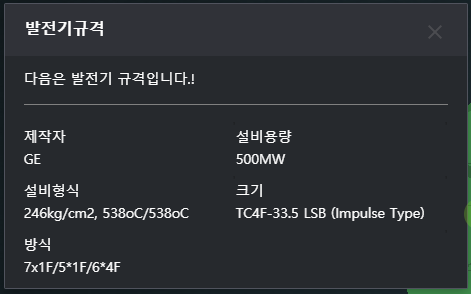 발전기규격
다음은 발전기 규격입니다.!
제작자
GE
설비용량
500MW
설비형식
246kg/cm2, 538oC/538oC
크기
TC4F-33.5 LSB (Impulse Type)
방식
7x1F/5*1F/6*4F